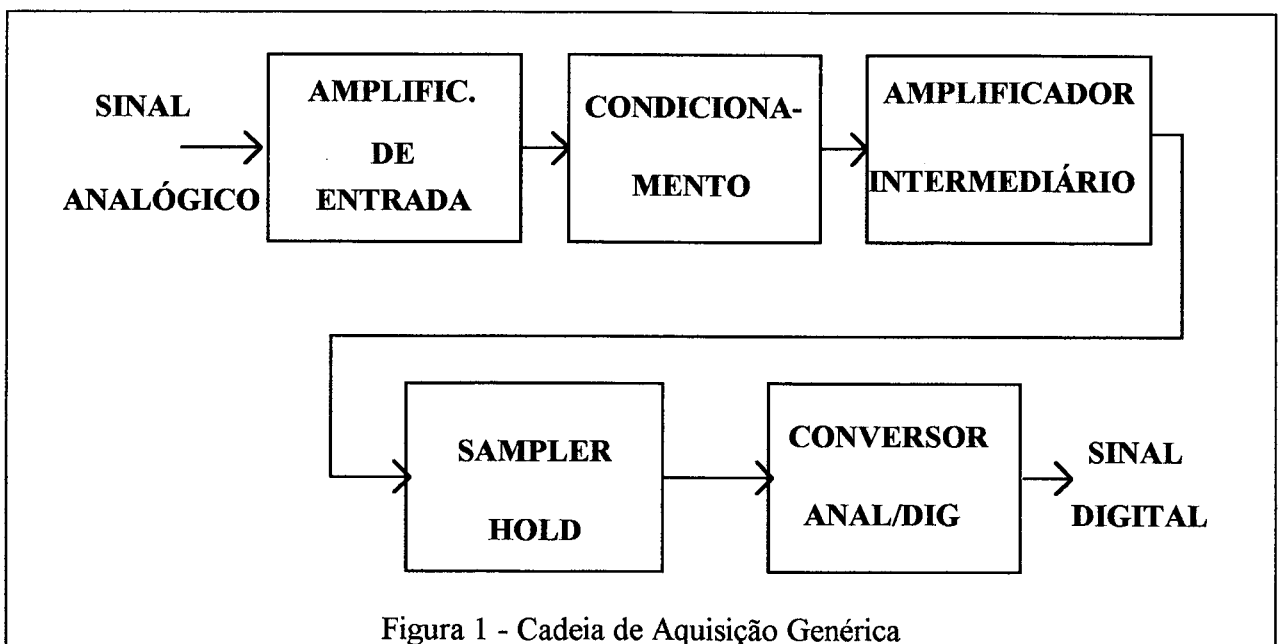 SINAL
ANALÓGICO
AMPLIFIC.
DE
ENTRADA
CONDICIONA-
MENTO
AMPLIFICADOR
INTERMEDIÁRIO
SAMPLER
HOLD
CONVERSOR
ANAL/DIG
SINAL
DIGITAL
Figura 1 - Cadeia de Aquisição Genérica